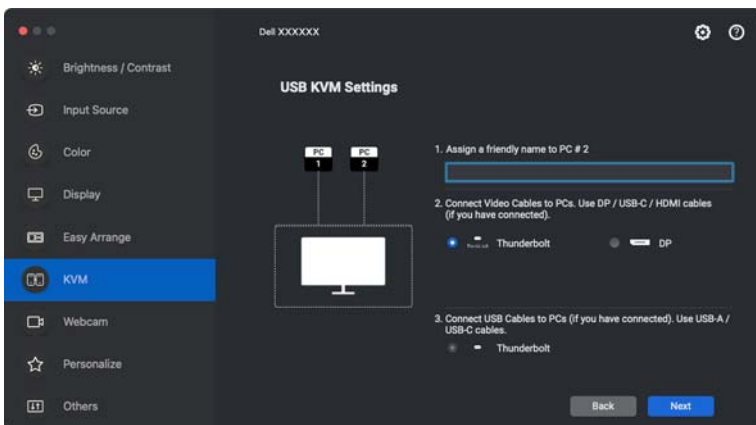 Dell XXXXXX
Brightness / Contrast
Input Source
Color
Display
Easy Arrange
KVM
Webcam
Personalize
Others
USB KVM Settings
PC
1
PC
2
1. Assign a friendly name to PC # 2
2. Connect Video Cables to PCs. Use DP / USB-C / HDMI cables
(if you have connected).
Thunderbolt
DP
3. Connect USB Cables to PCs (if you have connected). Use USB-A /
USB-C cables.
Thunderbolt
Back
Next